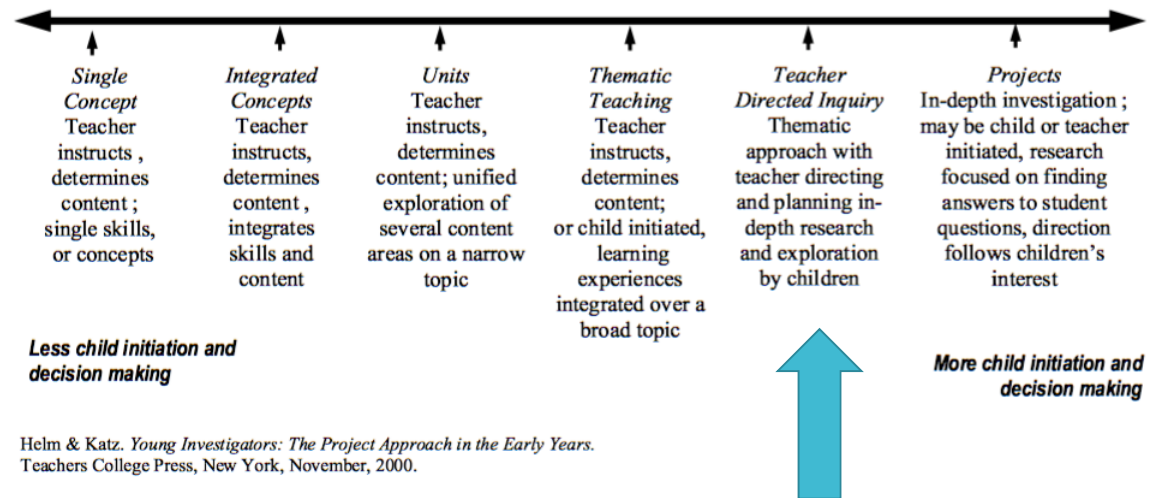 Single
Concept
Teacher
instructs ,
determines
content ;
single skills,
or concepts
Integrated
Concepts
Teacher
instructs,
determines
content ,
integrates
skills and
content
Units
Teacher
instructs,
determines
content; unified
exploration of
several content
areas on a narrow
topic
Thematic
Teaching
Teacher
instructs,
determines
content;
or child initiated,
learning
experiences
integrated over a
broad topic
Teacher
Directed Inquiry
Thematic
approach with
teacher directing
and planning in-
depth research
and exploration
by children
Projects
In-depth investigation ;
may be child or teacher
initiated, research
focused on finding
answers to student
questions, direction
follows children's
interest
Less child initiation and
decision making
More child initiation and
decision making
Helm & Katz. Young Investigators: The Project Approach in the Early Years.
Teachers College Press, New York, November, 2000.